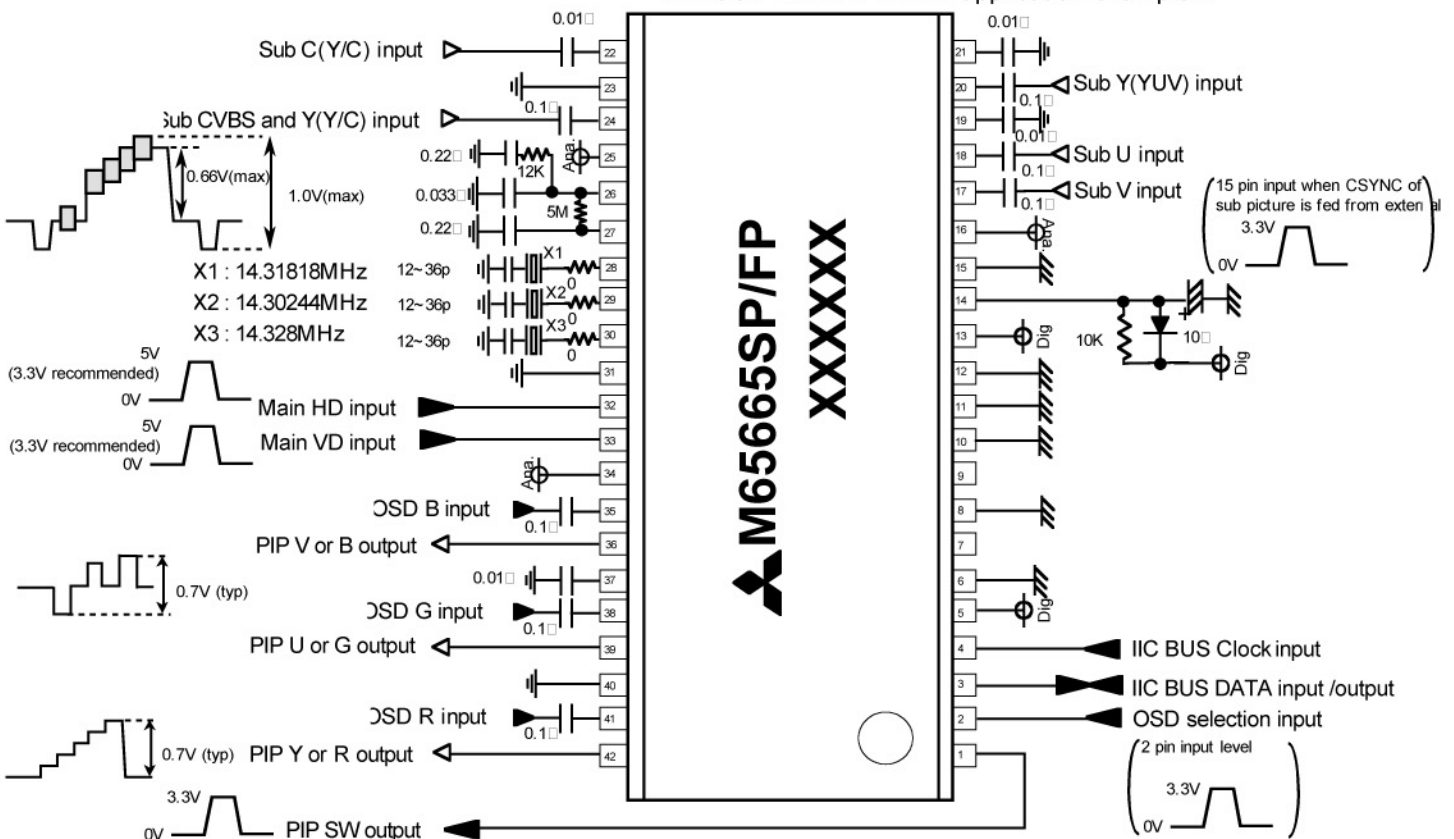 0.01□
Sub C(Y/C) input
22
23
0.1□
Sub CVBS and Y(Y/C) input
24
Ana.
0.22□
12K
25
0.66V(max)
1.0V(max)
0.033□
26
5M
0.22□
27
X1 : 14.31818MHz
12~36p
X1
0
28
X2 : 14.30244MHz
12~36p
X2
0
29
X3 : 14.328MHz
12~36p
X3
0
30
5V
(3.3V recommended)
0V
31
Main HD input
32
5V
(3.3V recommended)
0V
Main VD input
33
Ana.
34
OSD B input
0.1□
35
PIP V or B output
36
0.7V (typ)
0.01□
37
OSD G input
0.1□
38
PIP U or G output
39
40
OSD R input
0.1□
41
0.7V (typ)
PIP Y or R output
42
3.3V
0V
PIP SW output
M65665SP/FP
XXXXXX
0.01□
21
20
Sub Y(YUV) input
0.1□
19
0.01□
18
Sub U input
0.1□
17
Sub V input
0.1□
16
Ana.
15 pin input when CSYNC of
sub picture is fed from exteral
3.3V
0V
15
14
10K
10□
+
Dig
13
Dig
12
11
10
9
8
7
6
5
Dig
4
IIC BUS Clock input
3
IIC BUS DATA input /output
2
OSD selection input
1
2 pin input level
3.3V
0V